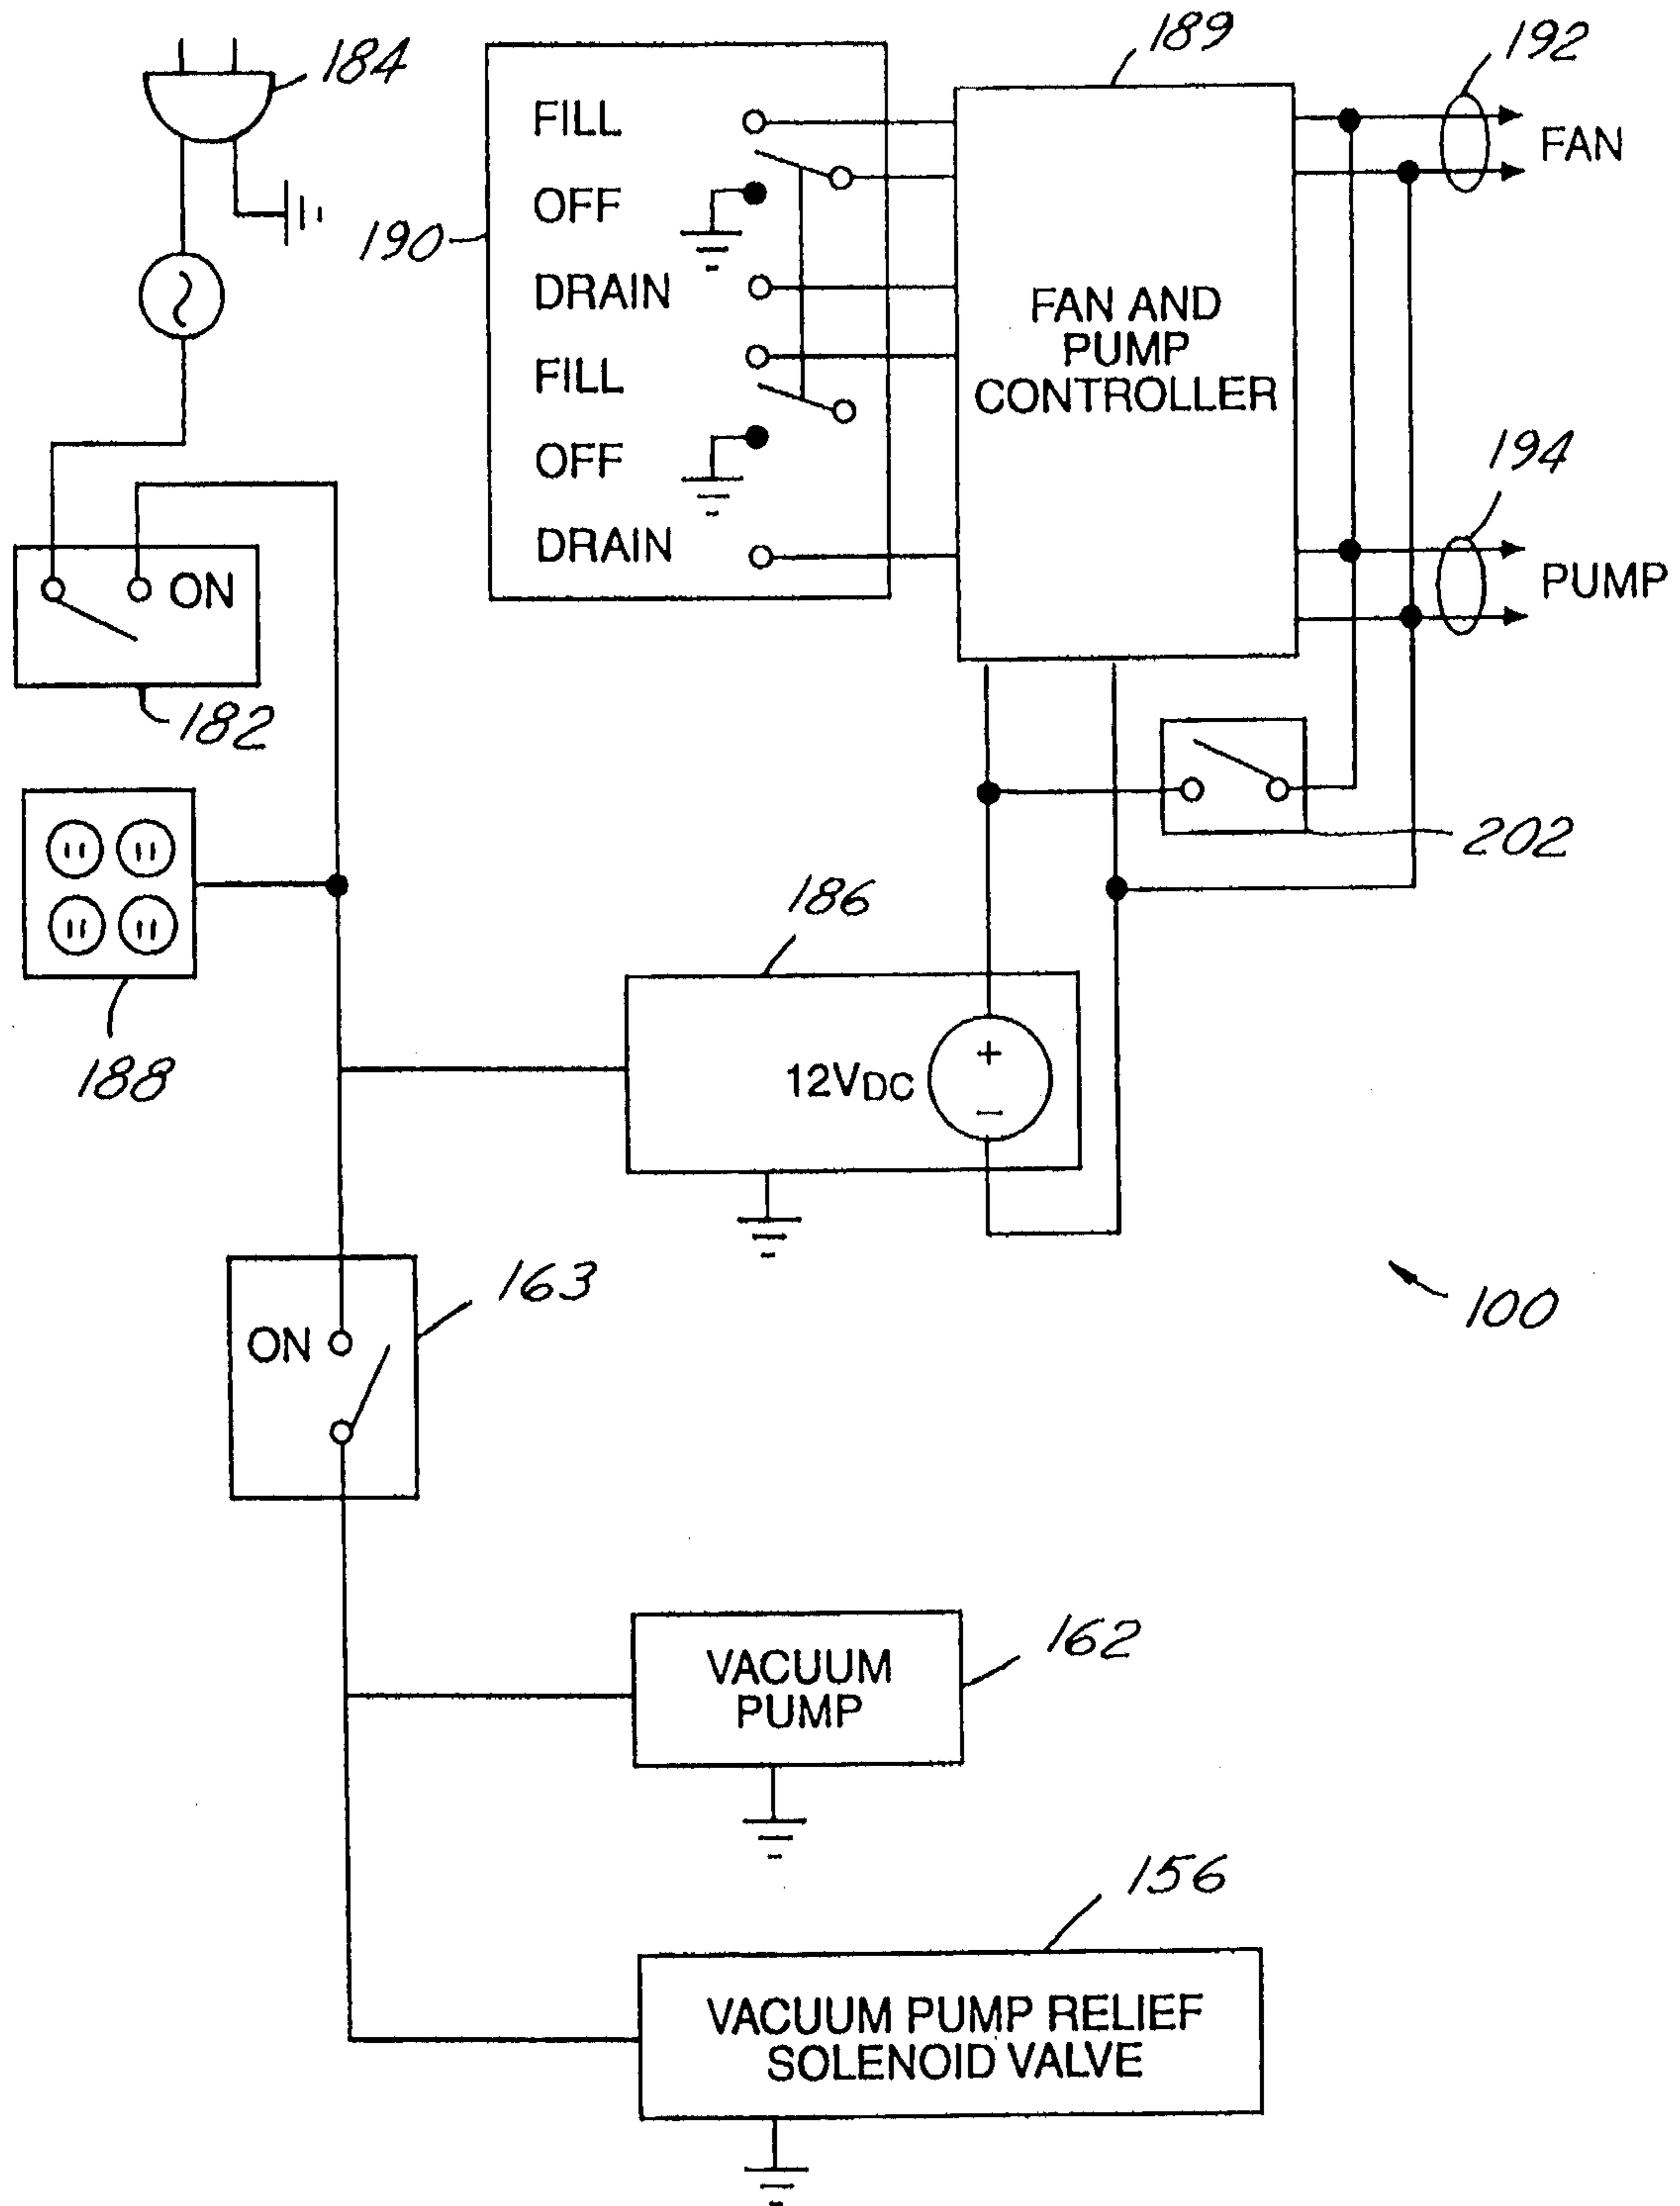 184
189
192
FILL
OFF
190
DRAIN
FILL
OFF
DRAIN
FAN AND
PUMP
CONTROLLER
FAN
194
PUMP
ON
182
202
186
188
12VDC
+
−
163
ON
100
VACUUM
PUMP
162
156
VACUUM PUMP RELIEF
SOLENOID VALVE